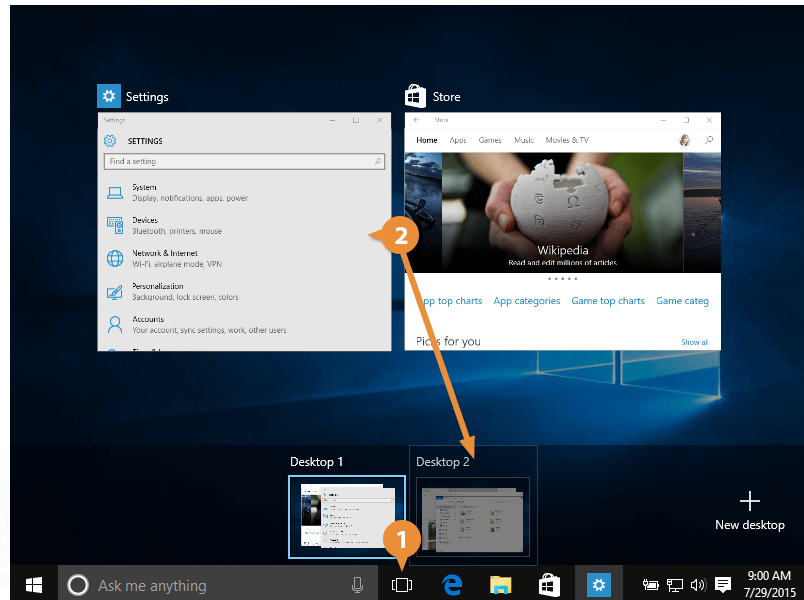 Settings
Store
Settings
SETTINGS
Find a setting
System
Display, notifications, apps, power
Devices
Bluetooth, printers, mouse
Network & Internet
Wi-Fi, airplane mode, VPN
Personalization
Background, lock screen, colors
Accounts
Your account, sync settings, work, other users
Store
Home Apps Games Music Movies & TV
Wikipedia
Read and edit millions of articles
pp top charts App categories Game top charts Game categ
Picks for you Show all
2
Desktop 1
Desktop 2
New desktop
1
Ask me anything
9:00 AM
7/29/2015